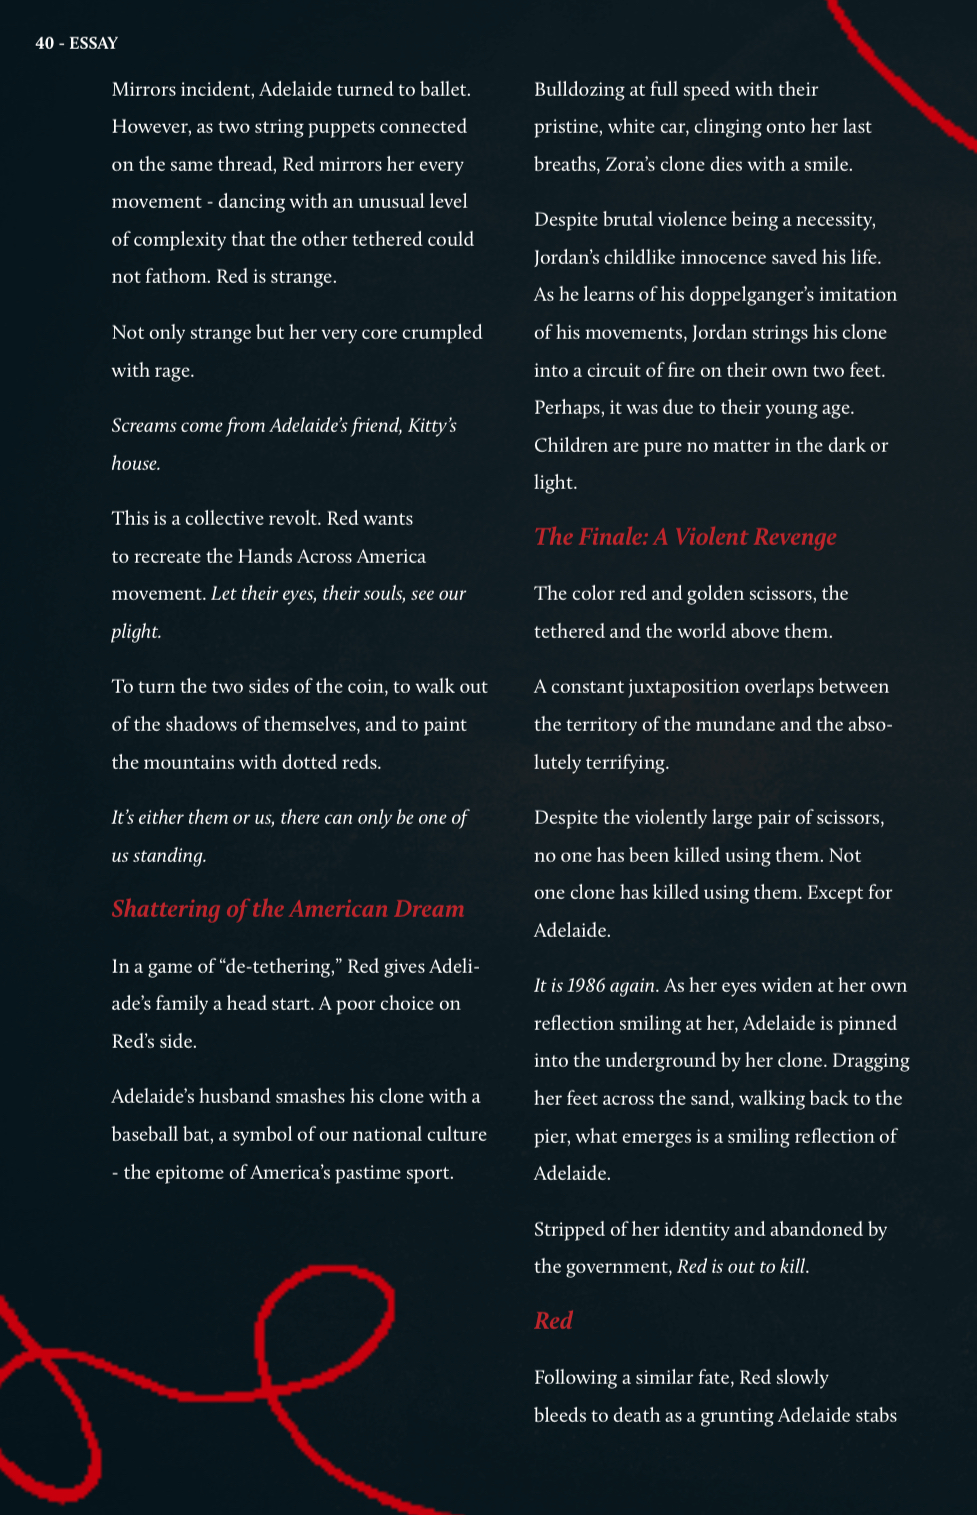 40 - ESSAY
Mirrors incident, Adelaide turned to ballet.
However, as two string puppets connected
on the same thread, Red mirrors her every
movement - dancing with an unusual level
of complexity that the other tethered could
not fathom. Red is strange.
Not only strange but her very core crumpled
with rage.
Screams come from Adelaide's friend, Kitty's
house.
This is a collective revolt. Red wants
to recreate the Hands Across America
movement. Let their eyes, their souls, see our
plight.
To turn the two sides of the coin, to walk out
of the shadows of themselves, and to paint
the mountains with dotted reds.
It's either them or us, there can only be one of
us standing.
Shattering of the American Dream
In a game of “de-tethering,” Red gives Adeli-
ade's family a head start. A poor choice on
Red's side.
Adelaide's husband smashes his clone with a
baseball bat, a symbol of our national culture
- the epitome of America's pastime sport.
Bulldozing at full speed with their
pristine, white car, clinging onto her last
breaths, Zora's clone dies with a smile.
Despite brutal violence being a necessity,
Jordan's childlike innocence saved his life.
As he learns of his doppelganger's imitation
of his movements, Jordan strings his clone
into a circuit of fire on their own two feet.
Perhaps, it was due to their young age.
Children are pure no matter in the dark or
light.
The Finale: A Violent Revenge
The color red and golden scissors, the
tethered and the world above them.
A constant juxtaposition overlaps between
the territory of the mundane and the abso-
lutely terrifying.
Despite the violently large pair of scissors,
no one has been killed using them. Not
one clone has killed using them. Except for
Adelaide.
It is 1986 again. As her eyes widen at her own
reflection smiling at her, Adelaide is pinned
into the underground by her clone. Dragging
her feet across the sand, walking back to the
pier, what emerges is a smiling reflection of
Adelaide.
Stripped of her identity and abandoned by
the government, Red is out to kill.
Red
Following a similar fate, Red slowly
bleeds to death as a grunting Adelaide stabs